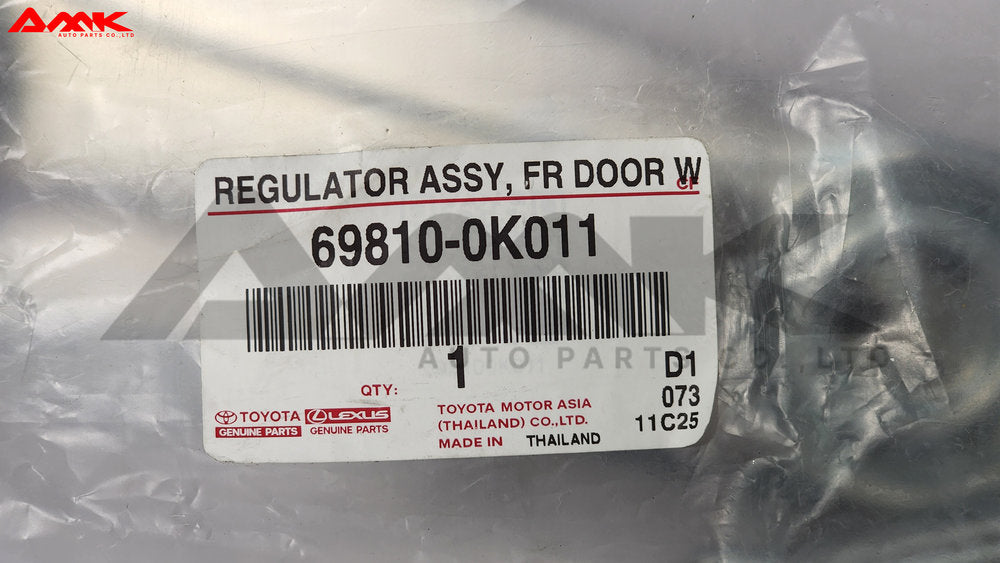 AMK
AUTO PARTS CO.,LTD
REGULATOR ASSY, FR DOOR W
69810-0K011
AMK
AUTO PARTS CO.,LTD
1
QTY:
D1
073
11C25
TOYOTA
GENUINE PARTS
LEXUS
GENUINE PARTS
TOYOTA MOTOR ASIA
(THAILAND) CO.,LTD.
MADE IN THAILAND